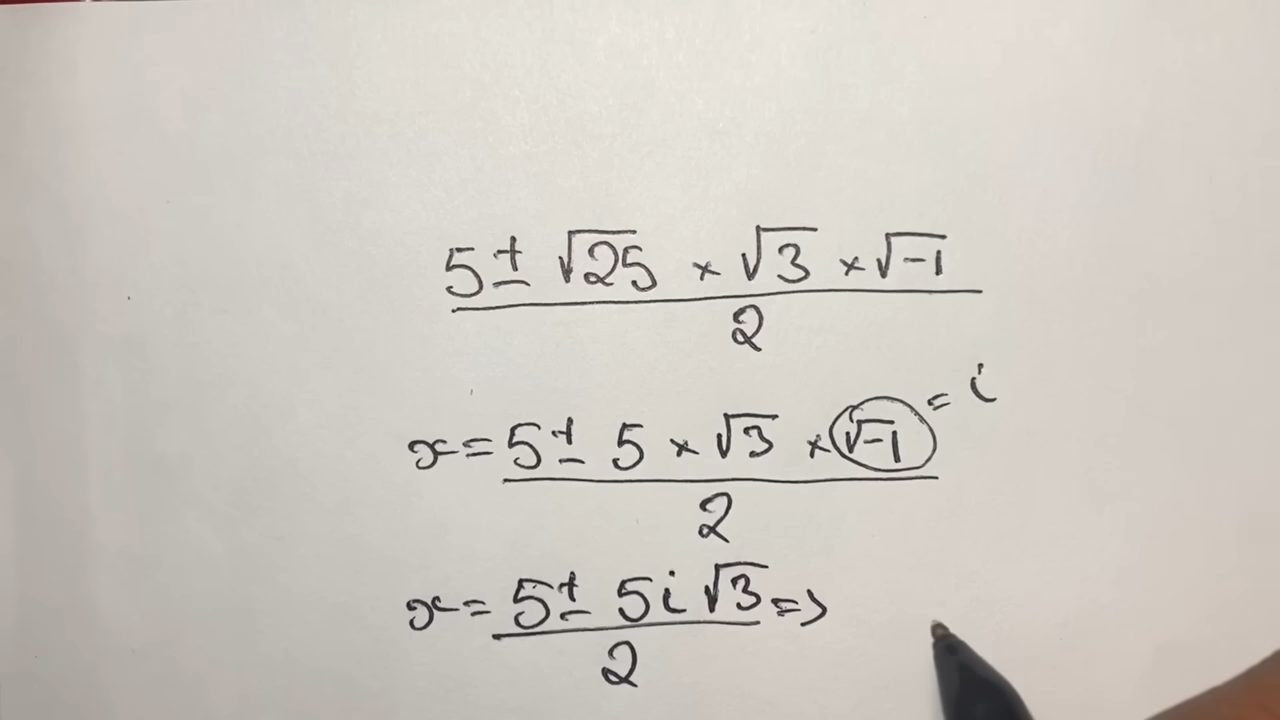 5 ± √25 × √3 × √-1
2
x = 5 ± 5 × √3 × √-1 = i
2
x = 5 ± 5i√3 =>
2